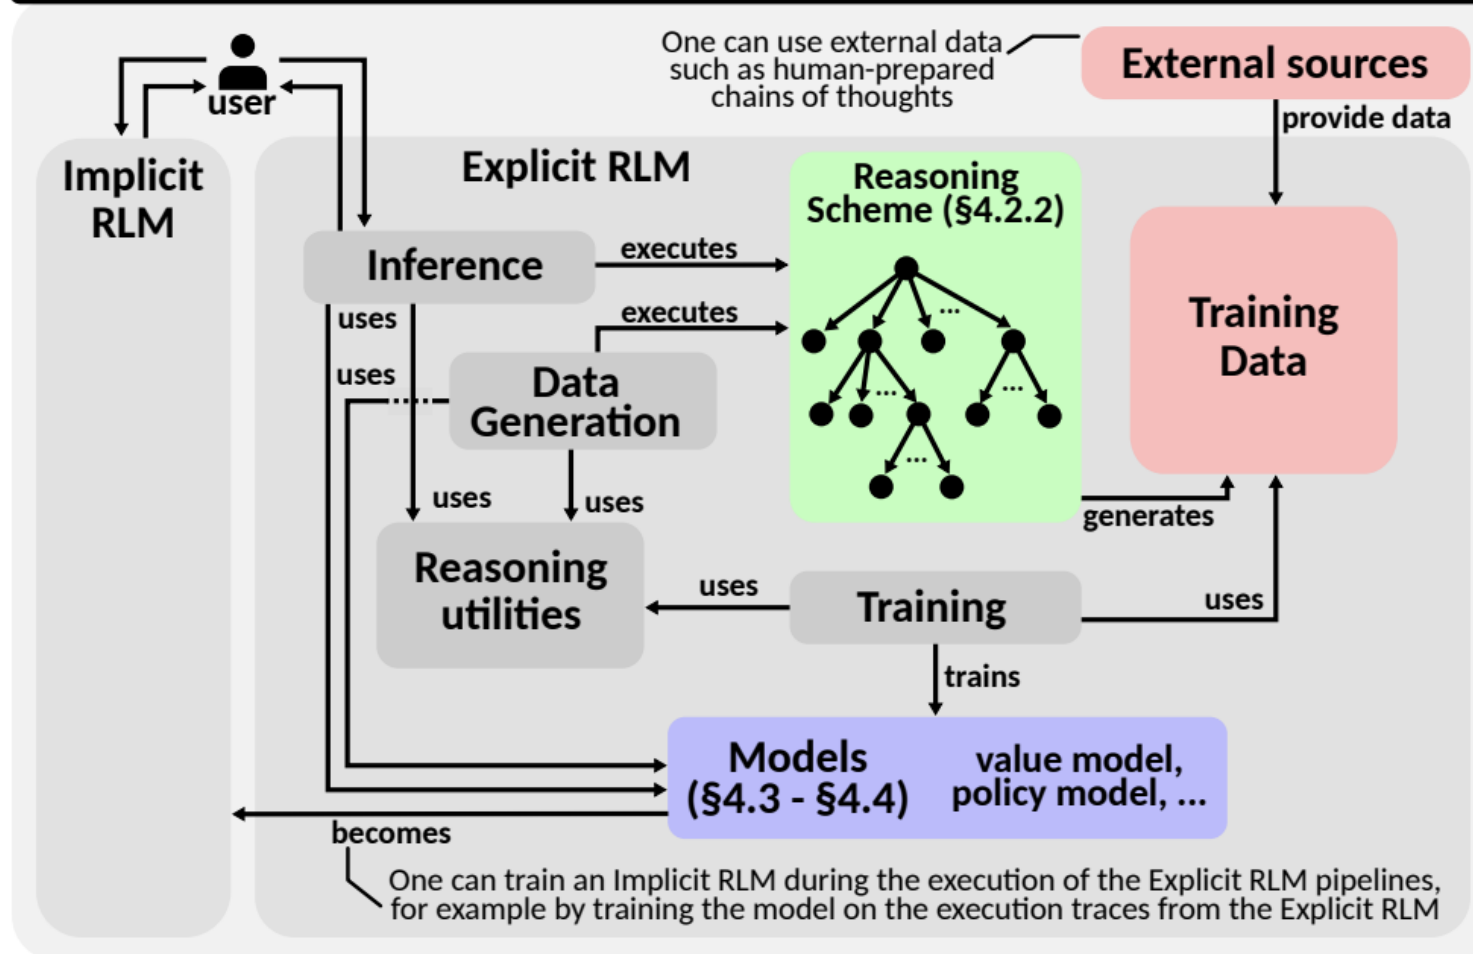 One can use external data
such as human-prepared
chains of thoughts
External sources
provide data
user
Implicit
RLM
Explicit RLM
Reasoning
Scheme (§4.2.2)
...
...
...
...
Training
Data
Inference
executes
executes
uses
uses
Data
Generation
uses
uses
generates
Reasoning
utilities
uses
Training
uses
trains
Models
(§4.3 - §4.4)
value model,
policy model, ...
becomes
One can train an Implicit RLM during the execution of the Explicit RLM pipelines,
for example by training the model on the execution traces from the Explicit RLM